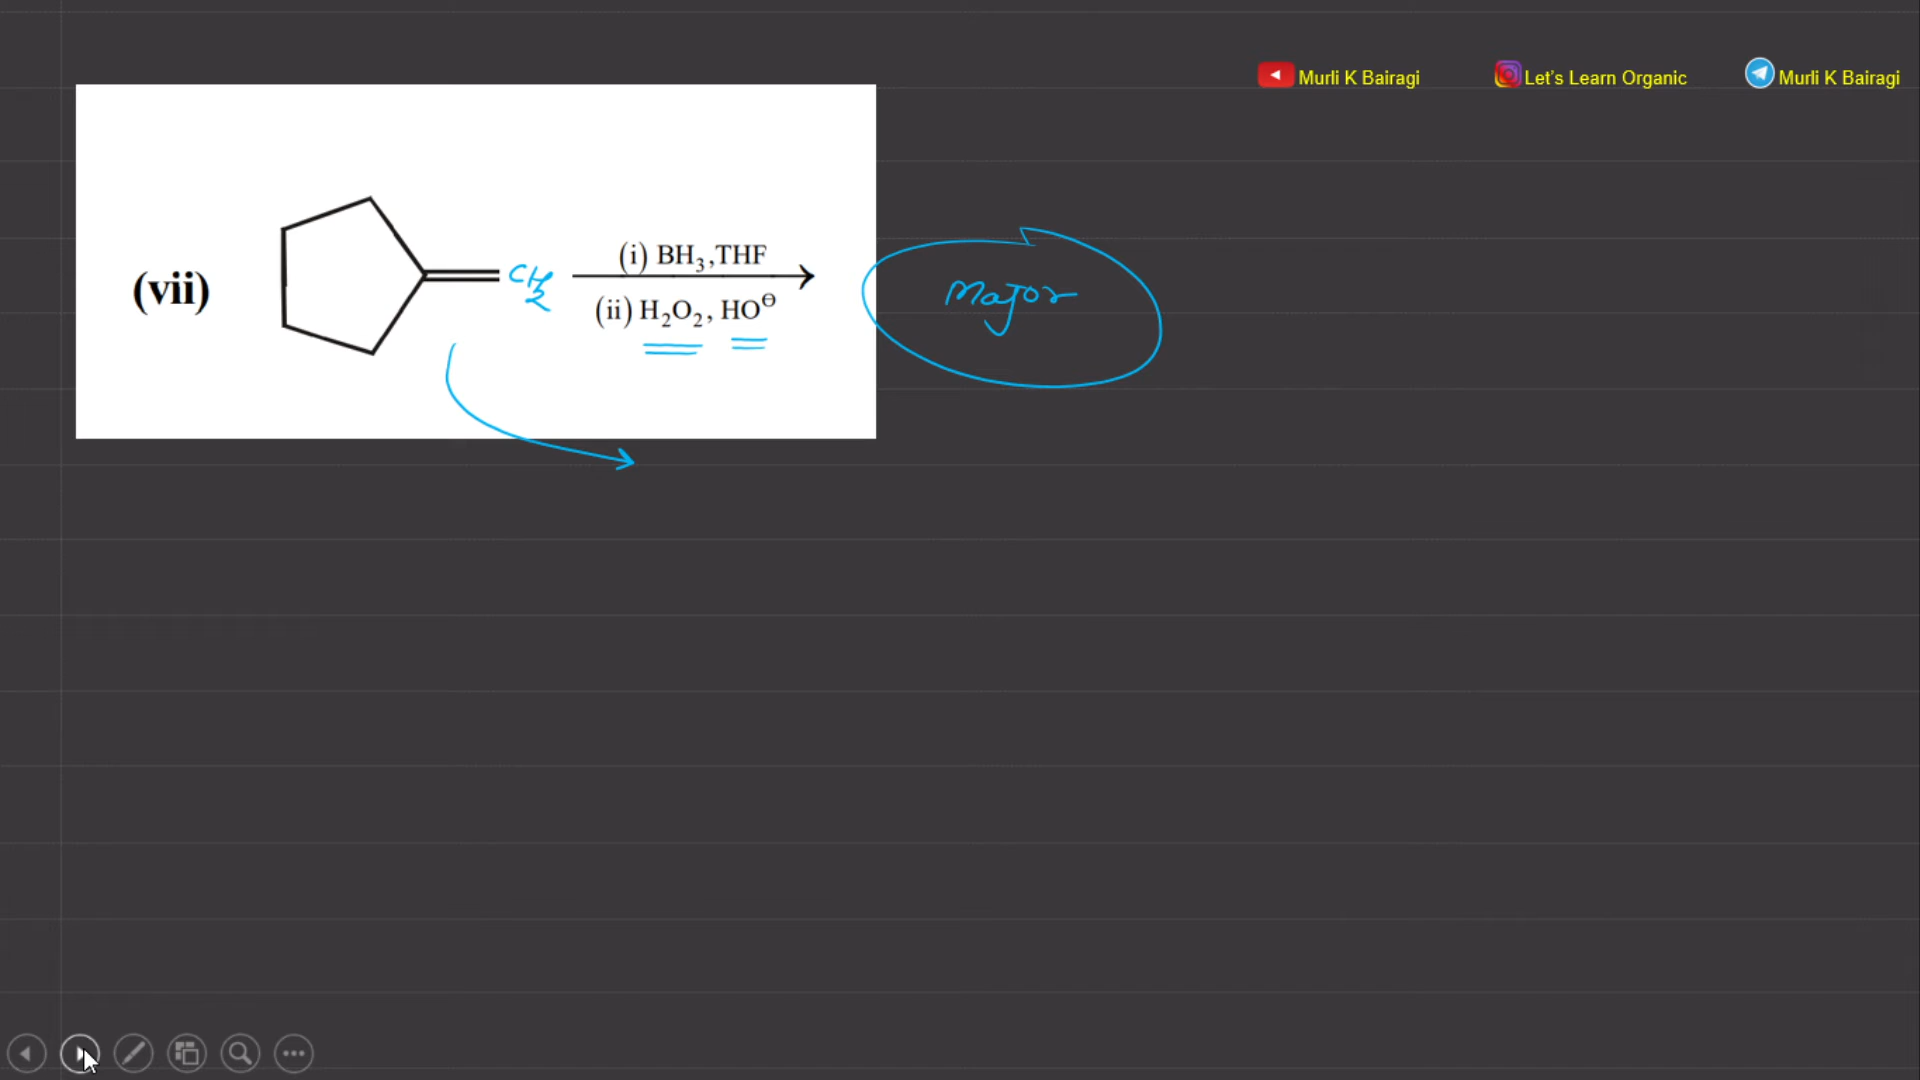 Murli K Bairagi Let's Learn Organic Murli K Bairagi
(vii) CH₂ (i) BH₃,THF
(ii) H₂O₂, HO⊖
Major